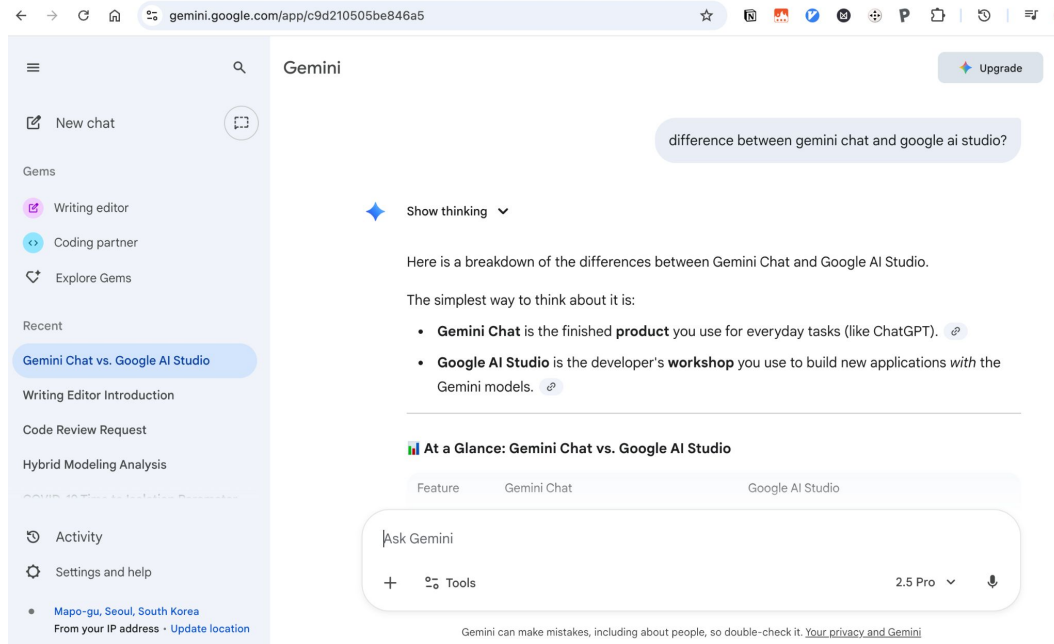 gemini.google.com/app/c9d210505be846a5
Gemini
Upgrade
New chat
Gems
Writing editor
Coding partner
Explore Gems
Recent
Gemini Chat vs. Google AI Studio
Writing Editor Introduction
Code Review Request
Hybrid Modeling Analysis
Activity
Settings and help
Mapo-gu, Seoul, South Korea
From your IP address • Update location
difference between gemini chat and google ai studio?
Show thinking
Here is a breakdown of the differences between Gemini Chat and Google AI Studio.
The simplest way to think about it is:
• Gemini Chat is the finished product you use for everyday tasks (like ChatGPT).
• Google AI Studio is the developer's workshop you use to build new applications with the
Gemini models.
At a Glance: Gemini Chat vs. Google AI Studio
Feature Gemini Chat Google AI Studio
Ask Gemini
Tools 2.5 Pro
Gemini can make mistakes, including about people, so double-check it. Your privacy and Gemini